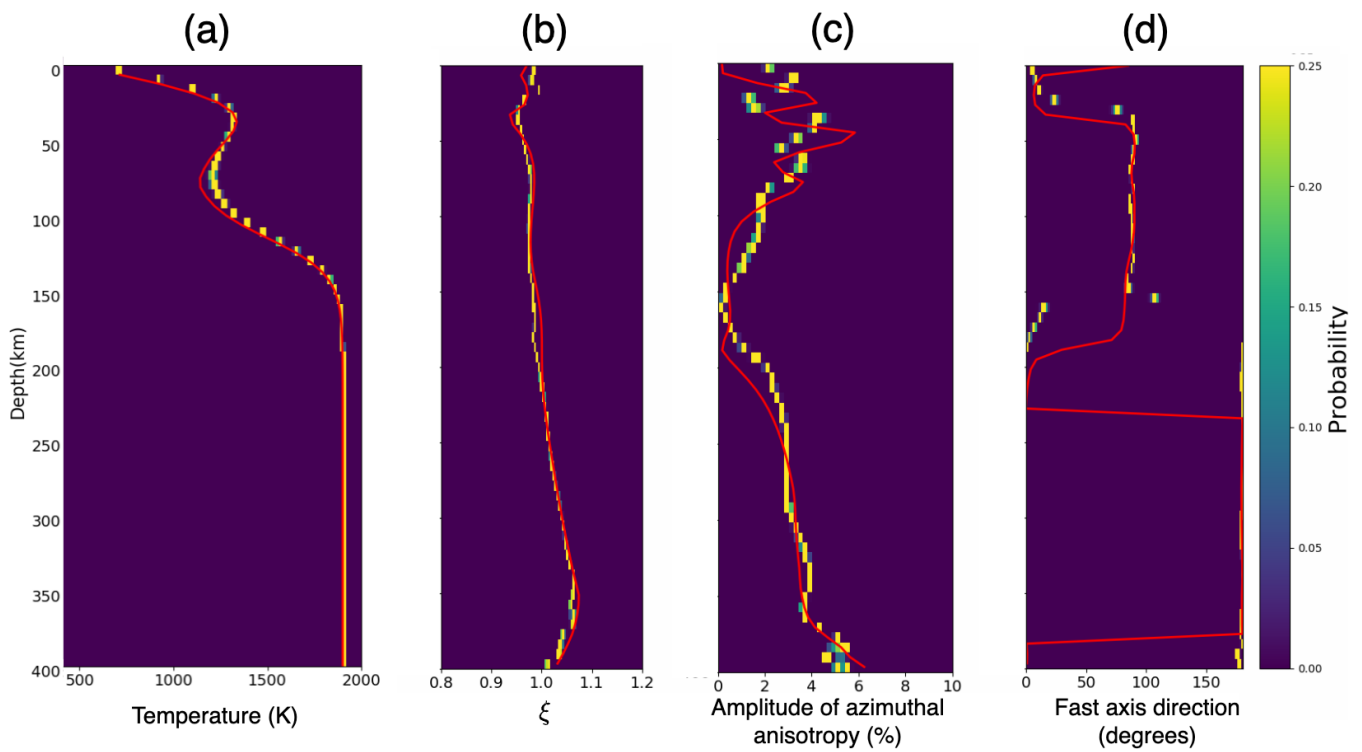 (a)
(b)
(c)
(d)
Depth(km)
0
50
100
150
200
250
300
350
400
500
1000
1500
2000
Temperature (K)
0.8
0.9
1.0
1.1
1.2
ξ
0
2
4
6
8
10
Amplitude of azimuthal
anisotropy (%)
0
50
100
150
Fast axis direction
(degrees)
0.25
0.20
0.15
0.10
0.05
0.00
Probability